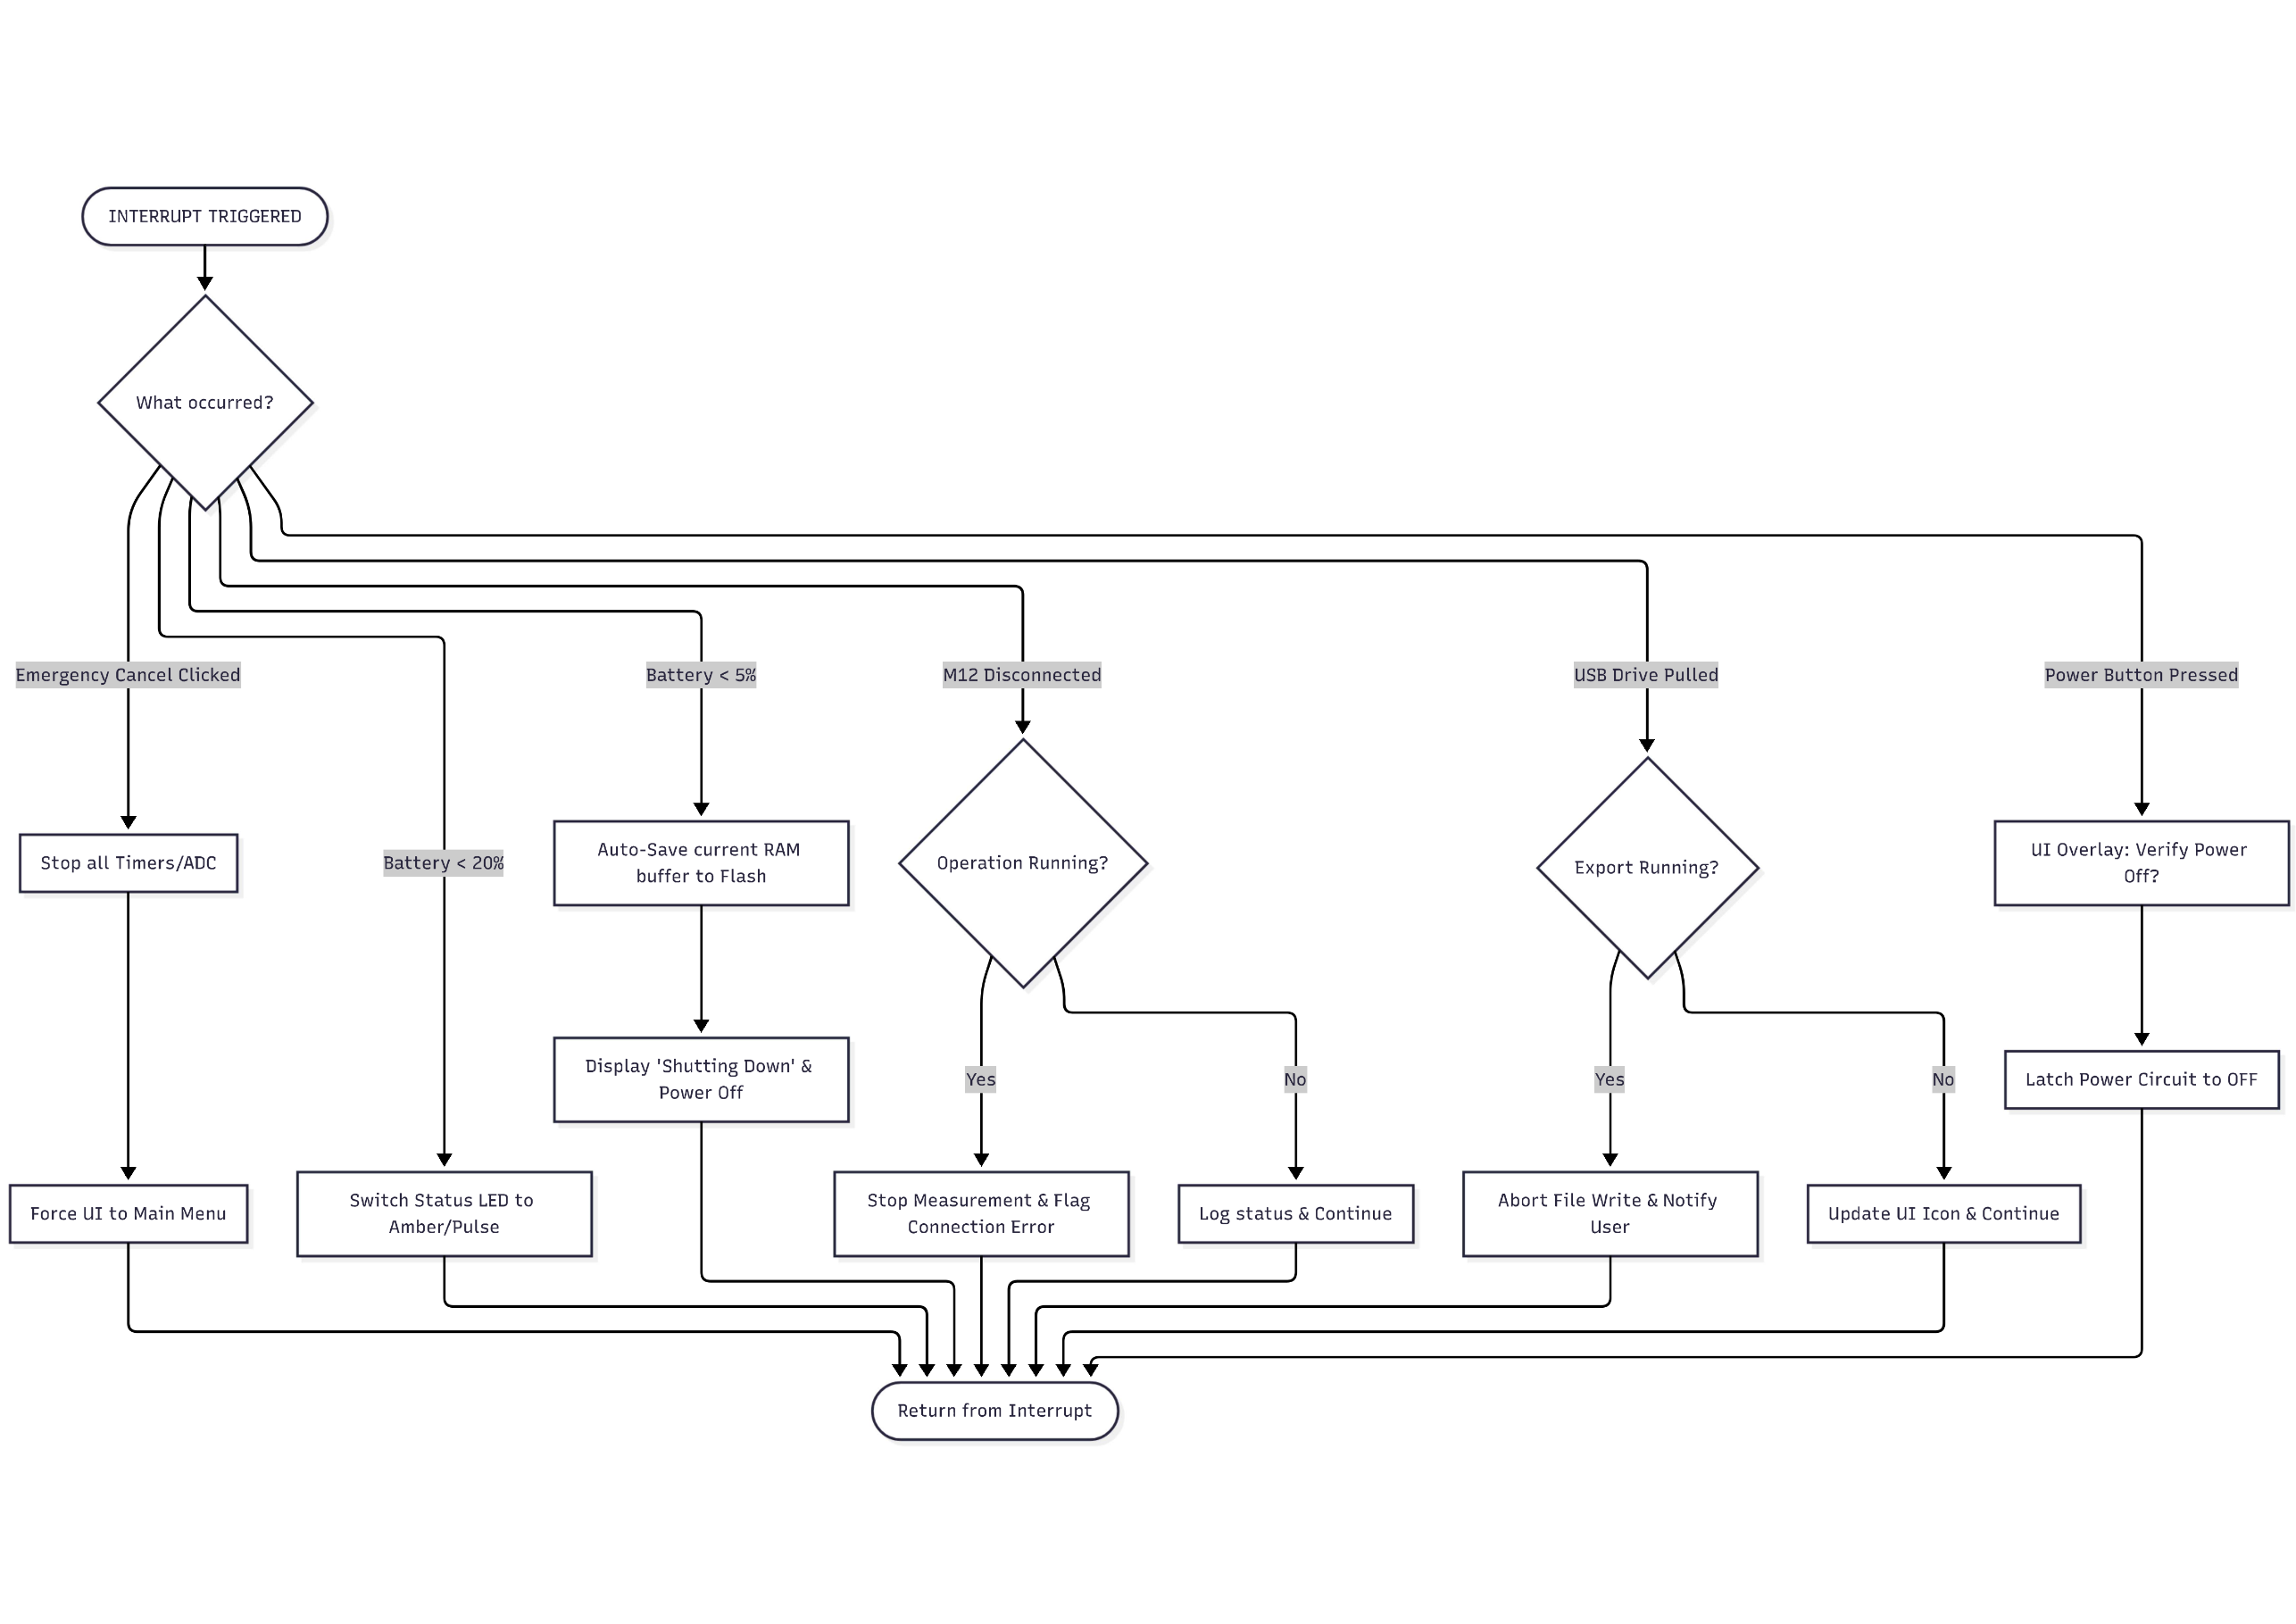 INTERRUPT TRIGGERED
What occurred?
Emergency Cancel Clicked
Battery < 5%
M12 Disconnected
USB Drive Pulled
Power Button Pressed
Stop all Timers/ADC
Battery < 20%
Auto-Save current RAM
buffer to Flash
Operation Running?
Export Running?
UI Overlay: Verify Power
Off?
Display 'Shutting Down' &
Power Off
Yes
No
Yes
No
Latch Power Circuit to OFF
Force UI to Main Menu
Switch Status LED to
Amber/Pulse
Stop Measurement & Flag
Connection Error
Log status & Continue
Abort File Write & Notify
User
Update UI Icon & Continue
Return from Interrupt